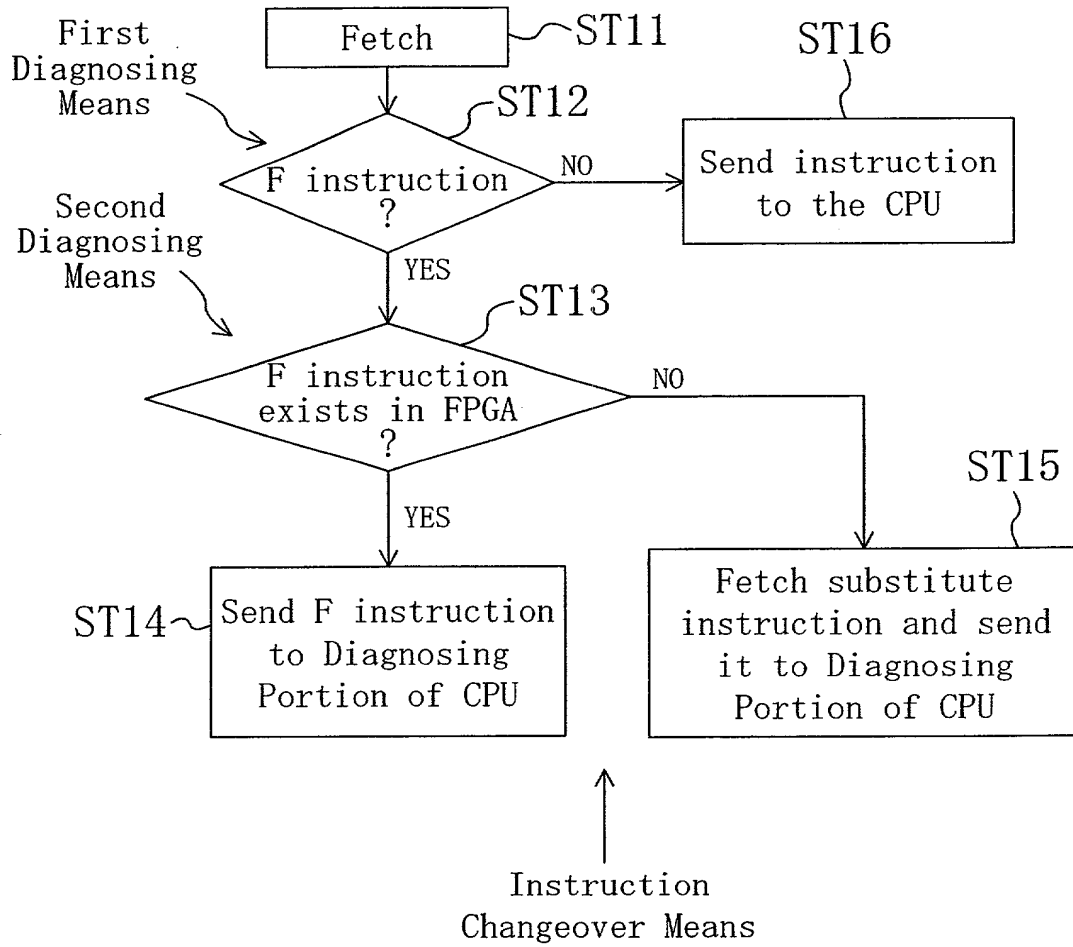 Fetch
ST11
First
Diagnosing
Means
ST12
ST16
F instruction
?
NO
Send instruction
to the CPU
YES
Second
Diagnosing
Means
ST13
F instruction
exists in FPGA
?
NO
YES
ST15
ST14
Send F instruction
to Diagnosing
Portion of CPU
Fetch substitute
instruction and send
it to Diagnosing
Portion of CPU
Instruction
Changeover Means